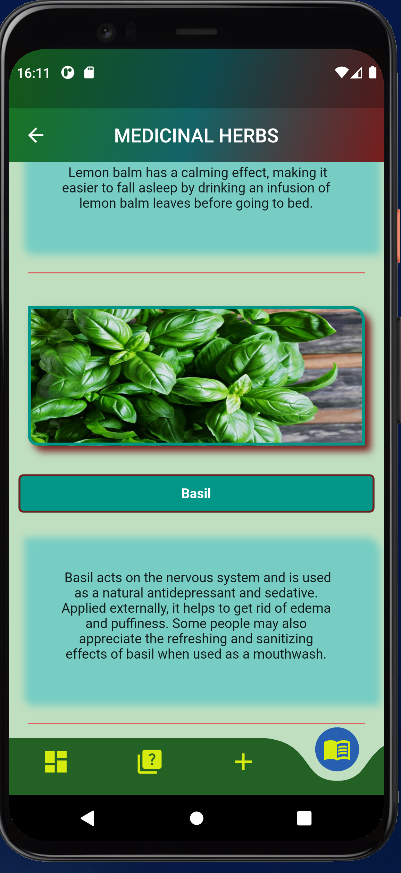 16:11
MEDICINAL HERBS
Lemon balm has a calming effect, making it
easier to fall asleep by drinking an infusion of
lemon balm leaves before going to bed.
Basil
Basil acts on the nervous system and is used
as a natural antidepressant and sedative.
Applied externally, it helps to get rid of edema
and puffiness. Some people may also
appreciate the refreshing and sanitizing
effects of basil when used as a mouthwash.
?